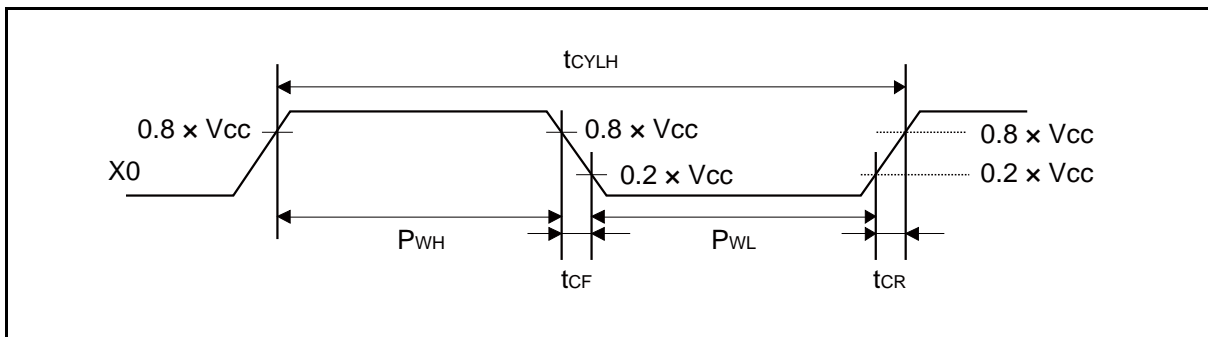 tCYLH
0.8 × Vcc
0.8 × Vcc
0.8 × Vcc
X0
0.2 × Vcc
0.2 × Vcc
PWH
PWL
tCF
tCR